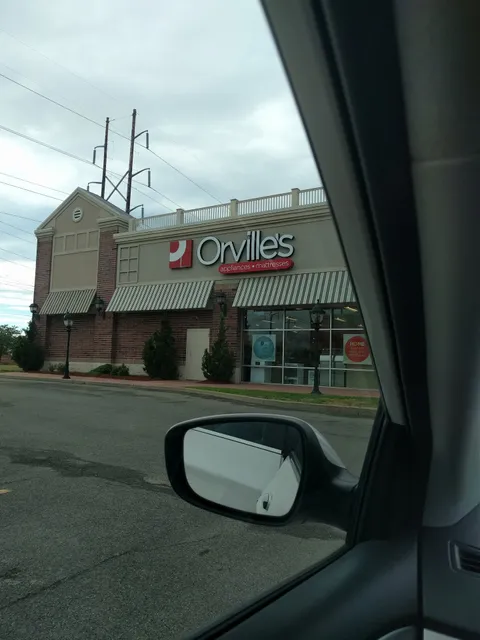 Orville's
appliances • mattresses